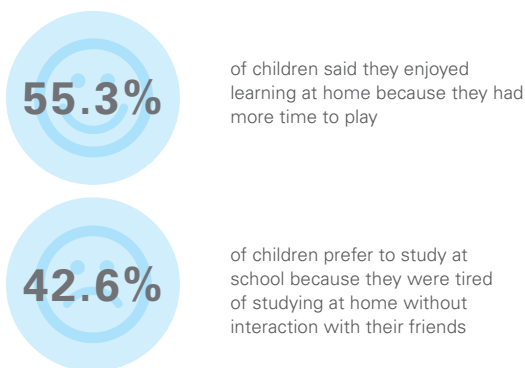 55.3%
of children said they enjoyed
learning at home because they had
more time to play
42.6%
of children prefer to study at
school because they were tired
of studying at home without
interaction with their friends